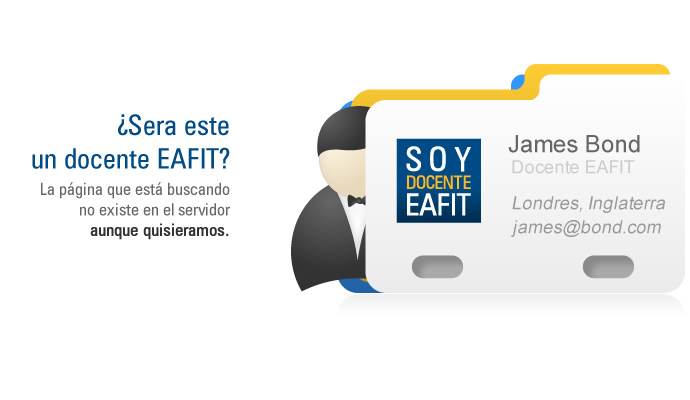 ¿Sera este
un docente EAFIT?
La página que está buscando
no existe en el servidor
aunque quisieramos.
SOY
DOCENTE
EAFIT
James Bond
Docente EAFIT
Londres, Inglaterra
james@bond.com